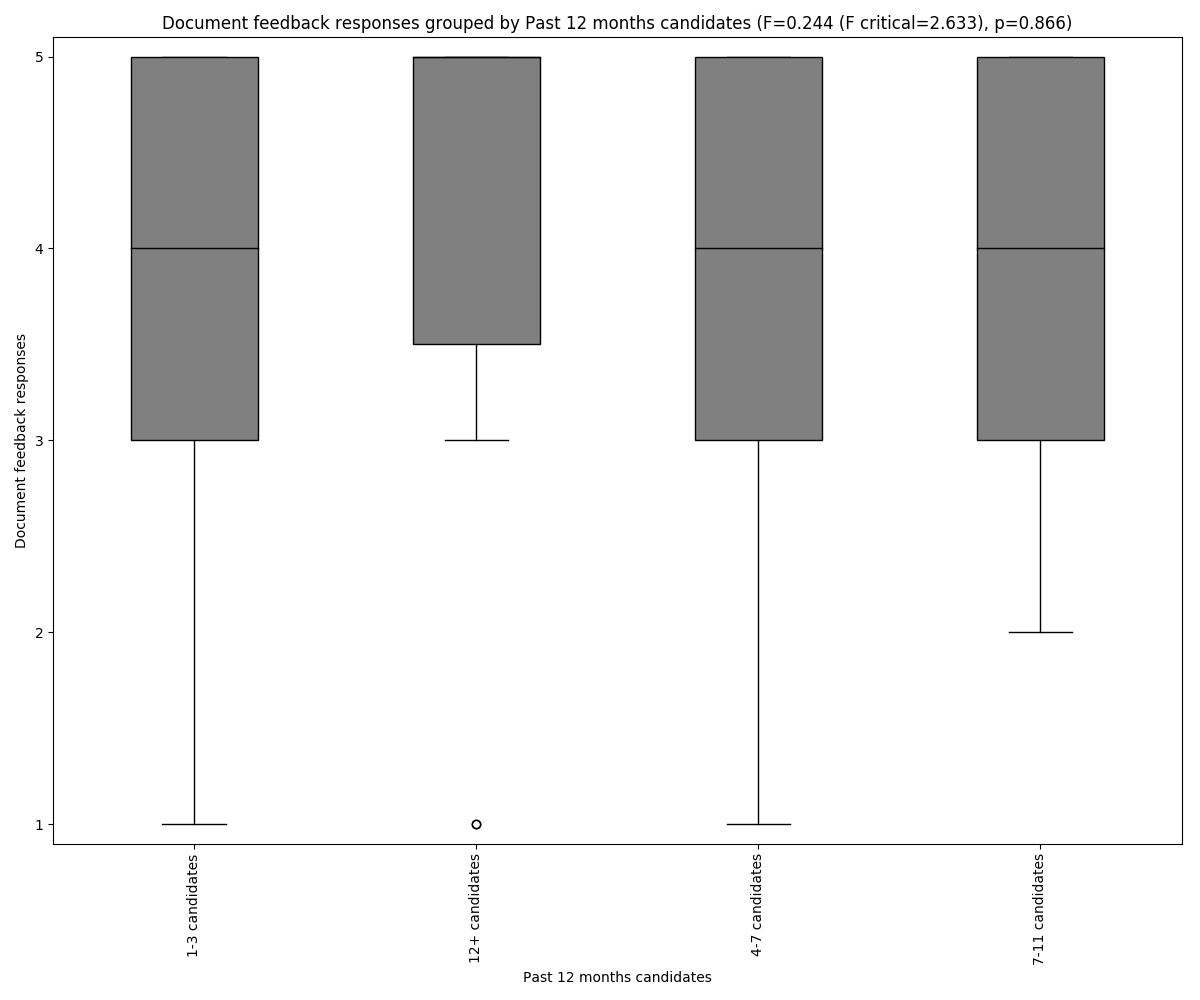 Document feedback responses grouped by Past 12 months candidates (F=0.244 (F critical=2.633), p=0.866)
5
4
3
2
1
Document feedback responses
1-3 candidates
12+ candidates
4-7 candidates
7-11 candidates
Past 12 months candidates